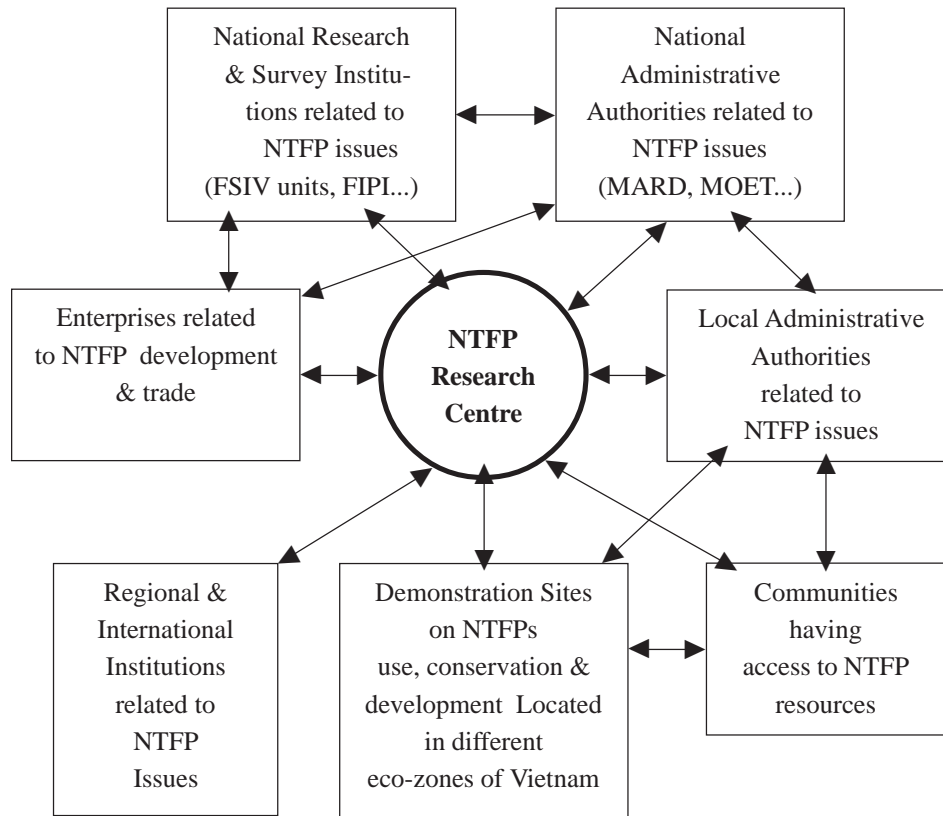 National Research
& Survey Institu-
tions related to
NTFP issues
(FSIV units, FIPI...)
National
Administrative
Authorities related to
NTFP issues
(MARD, MOET...)
Enterprises related
to NTFP development
& trade
NTFP
Research
Centre
Local Administrative
Authorities
related to
NTFP issues
Regional &
International
Institutions
related to
NTFP
Issues
Demonstration Sites
on NTFPs
use, conservation &
development Located
in different
eco-zones of Vietnam
Communities
having
access to NTFP
resources